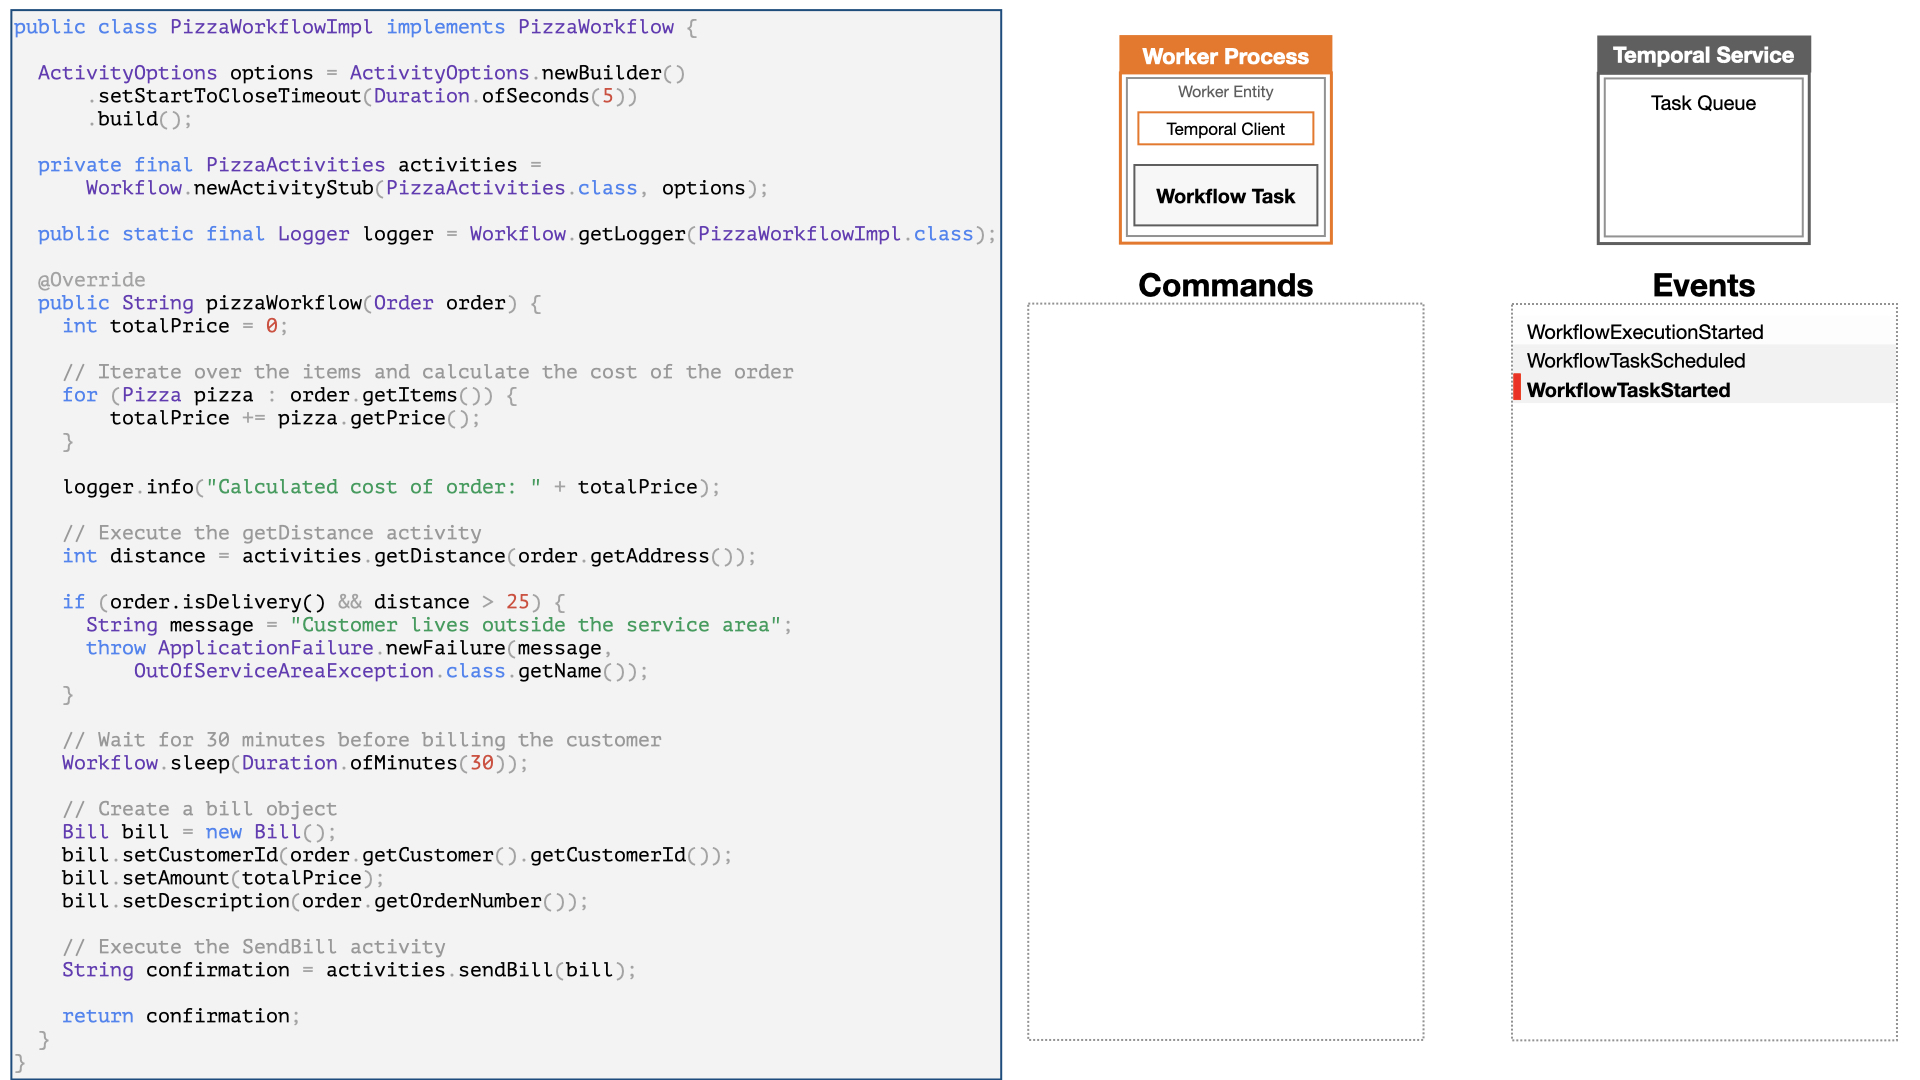 public class PizzaWorkflowImpl implements PizzaWorkflow {
ActivityOptions options = ActivityOptions.newBuilder()
.setStartToCloseTimeout(Duration.ofSeconds(5))
.build();
private final PizzaActivities activities =
Workflow.newActivityStub(PizzaActivities.class, options);
public static final Logger logger = Workflow.getLogger(PizzaWorkflowImpl.class);
@Override
public String pizzaWorkflow(Order order) {
int totalPrice = 0;
// Iterate over the items and calculate the cost of the order
for (Pizza pizza : order.getItems()) {
totalPrice += pizza.getPrice();
}
logger.info("Calculated cost of order: " + totalPrice);
// Execute the getDistance activity
int distance = activities.getDistance(order.getAddress());
if (order.isDelivery() && distance > 25) {
String message = "Customer lives outside the service area";
throw ApplicationFailure.newFailure(message,
OutOfServiceAreaException.class.getName());
}
// Wait for 30 minutes before billing the customer
Workflow.sleep(Duration.ofMinutes(30));
// Create a bill object
Bill bill = new Bill();
bill.setCustomerId(order.getCustomer().getCustomerId());
bill.setAmount(totalPrice);
bill.setDescription(order.getOrderNumber());
// Execute the SendBill activity
String confirmation = activities.sendBill(bill);
return confirmation;
}
}
Worker Process
Worker Entity
Temporal Client
Workflow Task
Commands
Temporal Service
Task Queue
Events
WorkflowExecutionStarted
WorkflowTaskScheduled
WorkflowTaskStarted